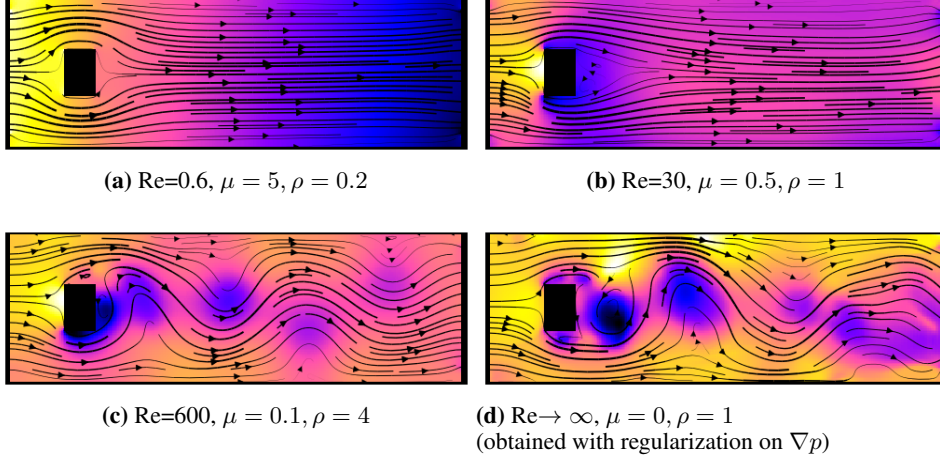 (a) Re=0.6, μ = 5, ρ = 0.2
(b) Re=30, μ = 0.5, ρ = 1
(c) Re=600, μ = 0.1, ρ = 4
(d) Re→ ∞, μ = 0, ρ = 1
(obtained with regularization on ∇p)